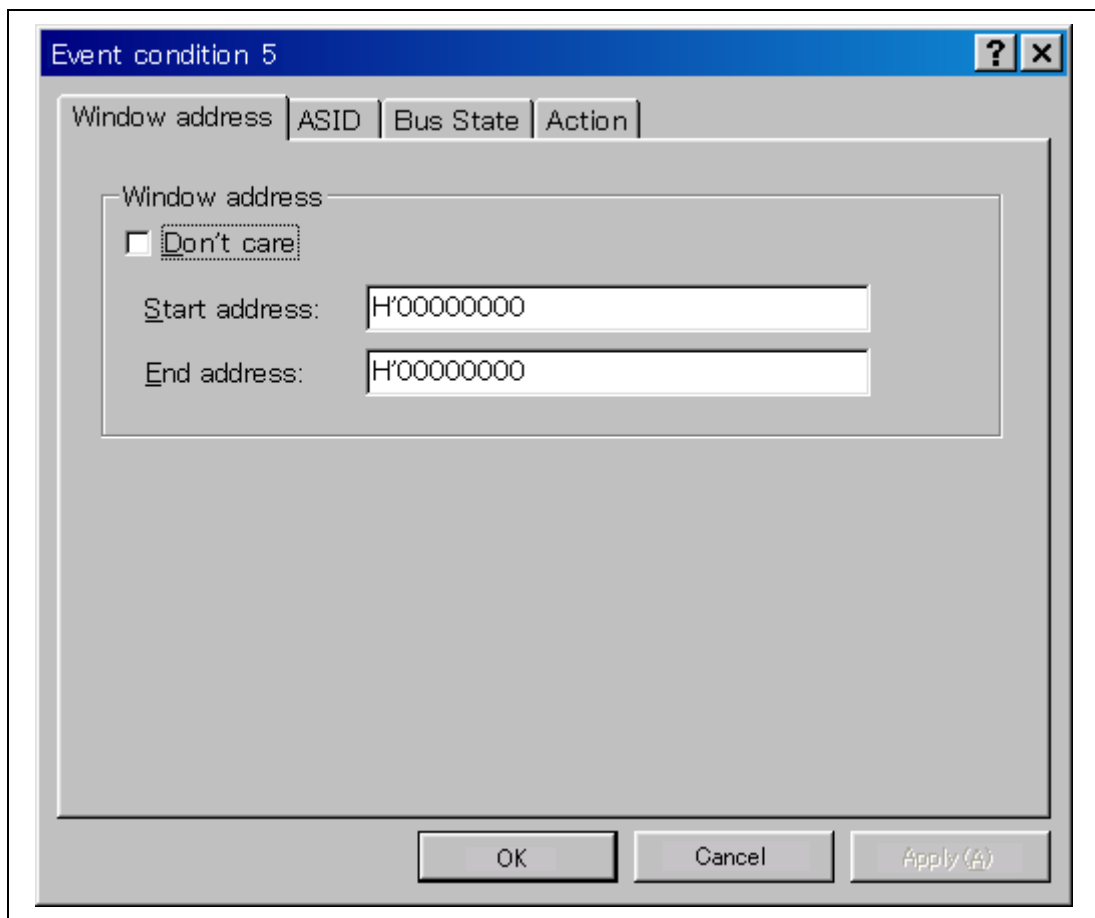 Event condition 5
Window address ASID Bus State Action
Window address
Don't care
Start address: H'00000000
End address: H'00000000
OK Cancel Apply (A)